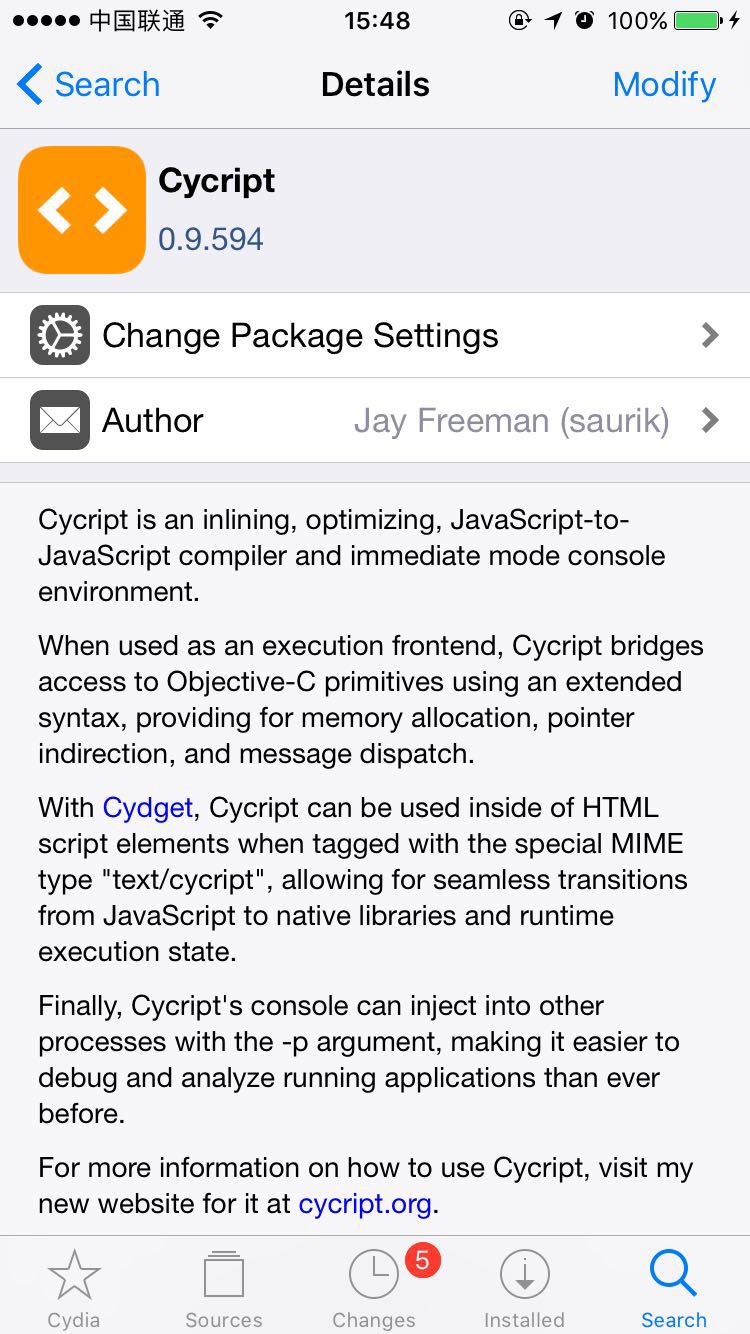 中国联通 15:48 100%
Search Details Modify
Cycript
0.9.594
Change Package Settings
Author Jay Freeman (saurik)
Cycript is an inlining, optimizing, JavaScript-to-
JavaScript compiler and immediate mode console
environment.
When used as an execution frontend, Cycript bridges
access to Objective-C primitives using an extended
syntax, providing for memory allocation, pointer
indirection, and message dispatch.
With Cydget, Cycript can be used inside of HTML
script elements when tagged with the special MIME
type "text/cycript", allowing for seamless transitions
from JavaScript to native libraries and runtime
execution state.
Finally, Cycript's console can inject into other
processes with the -p argument, making it easier to
debug and analyze running applications than ever
before.
For more information on how to use Cycript, visit my
new website for it at cycript.org.
5
Cydia Sources Changes Installed Search